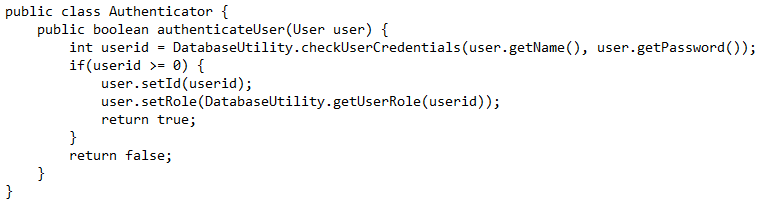 public class Authenticator {
    public boolean authenticateUser(User user) {
        int userid = DatabaseUtility.checkUserCredentials(user.getName(), user.getPassword());
        if(userid >= 0) {
            user.setId(userid);
            user.setRole(DatabaseUtility.getUserRole(userid));
            return true;
        }
        return false;
    }
}